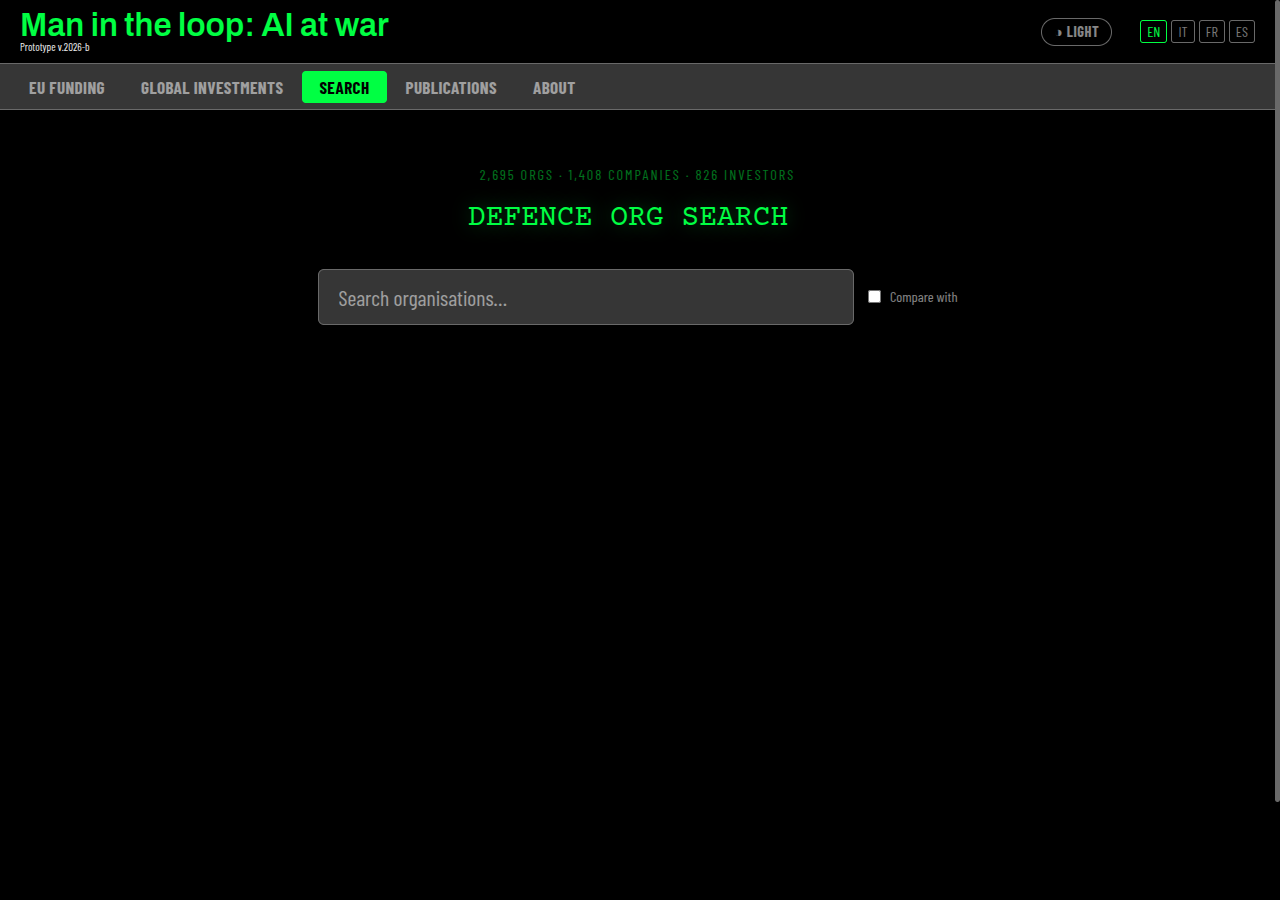 Man in the loop: AI at war
Prototype v.2026-b
LIGHT
EN IT FR ES
EU FUNDING GLOBAL INVESTMENTS SEARCH PUBLICATIONS ABOUT
2,695 ORGS · 1,408 COMPANIES · 826 INVESTORS
DEFENCE ORG SEARCH
Search organisations...
Compare with